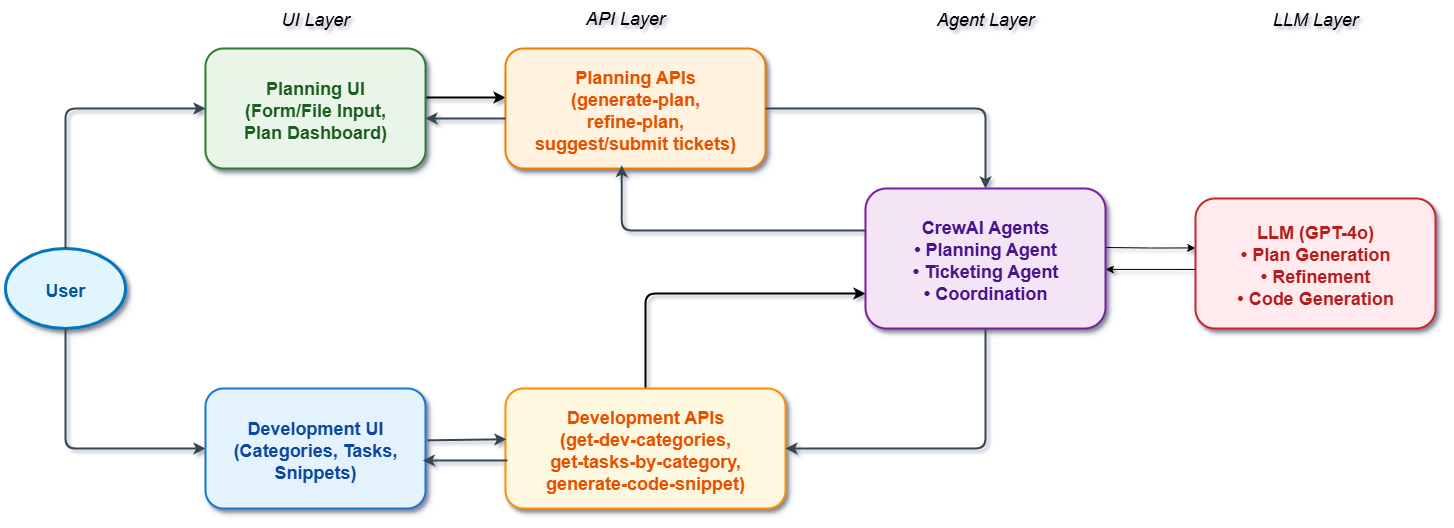 UI Layer
API Layer
Agent Layer
LLM Layer
Planning UI
(Form/File Input,
Plan Dashboard)
Planning APIs
(generate-plan,
refine-plan,
suggest/submit tickets)
CrewAI Agents
• Planning Agent
• Ticketing Agent
• Coordination
LLM (GPT-4o)
• Plan Generation
• Refinement
• Code Generation
User
Development UI
(Categories, Tasks,
Snippets)
Development APIs
(get-dev-categories,
get-tasks-by-category,
generate-code-snippet)